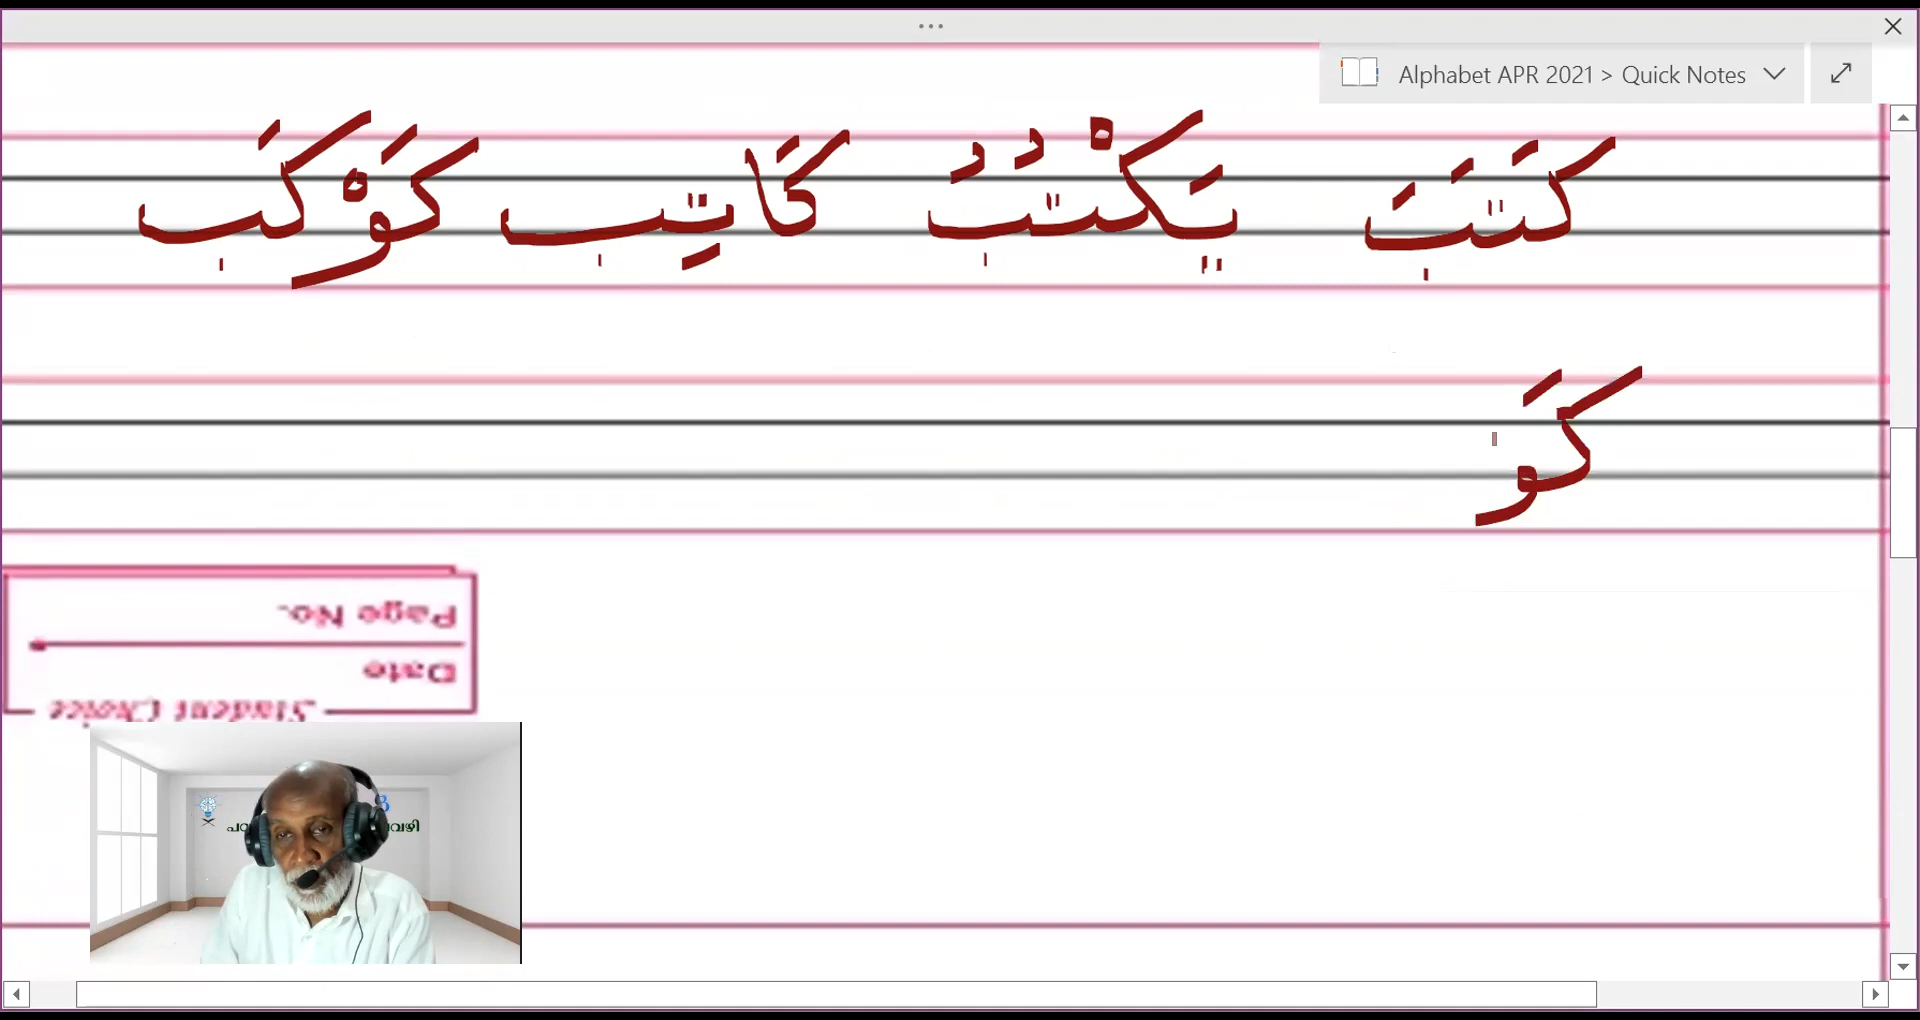 Alphabet APR 2021 > Quick Notes
كَتَبَ يَكْتُبُ كَاتِب كَوْكَب
كَو
Page No.
Date
Student Choice